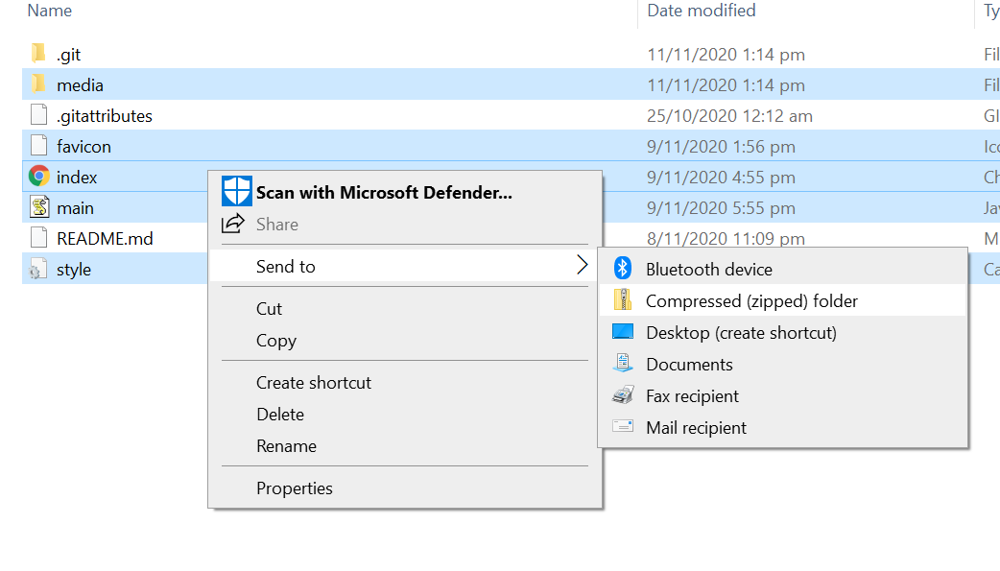 Name Date modified Ty
.git 11/11/2020 1:14 pm Fil
media 11/11/2020 1:14 pm Fil
.gitattributes 25/10/2020 12:12 am GI
favicon 9/11/2020 1:56 pm Ico
index 9/11/2020 4:55 pm Ch
main 9/11/2020 5:55 pm Jav
README.md 8/11/2020 11:09 pm M
style Ca
Scan with Microsoft Defender...
Share
Send to
Cut
Copy
Create shortcut
Delete
Rename
Properties
Bluetooth device
Compressed (zipped) folder
Desktop (create shortcut)
Documents
Fax recipient
Mail recipient